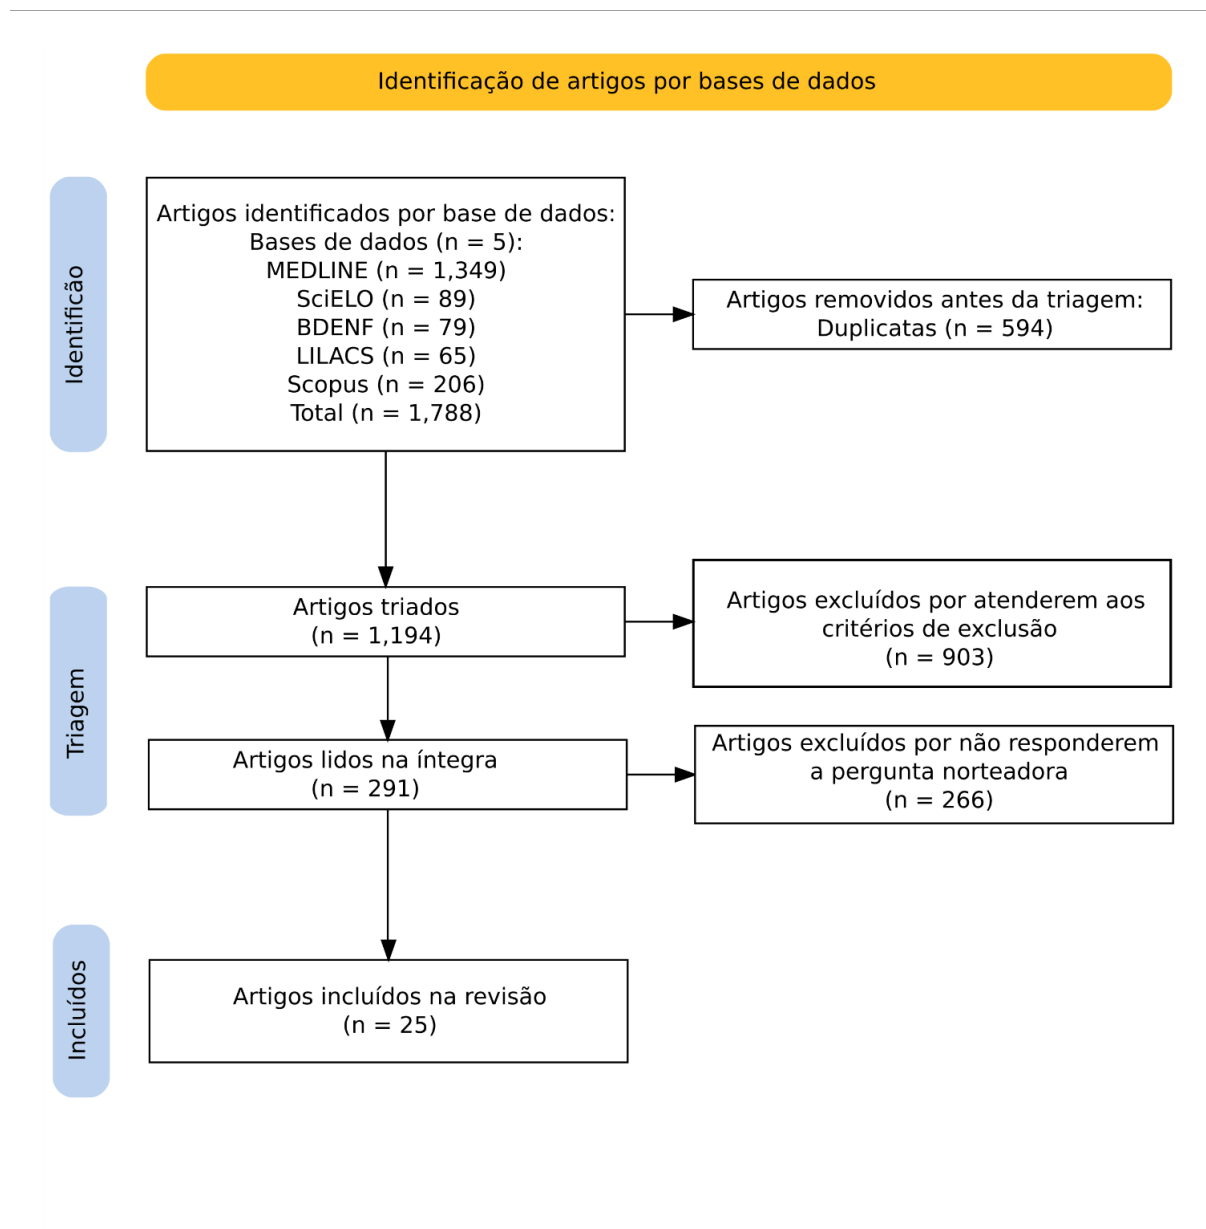 Identificação de artigos por bases de dados
Identificão
Artigos identificados por base de dados:
Bases de dados (n = 5):
MEDLINE (n = 1,349)
SciELO (n = 89)
BDENF (n = 79)
LILACS (n = 65)
Scopus (n = 206)
Total (n = 1,788)
Artigos removidos antes da triagem:
Duplicatas (n = 594)
Triagem
Artigos triados
(n = 1,194)
Artigos excluídos por atenderem aos
critérios de exclusão
(n = 903)
Artigos lidos na íntegra
(n = 291)
Artigos excluídos por não responderem
a pergunta norteadora
(n = 266)
Incluídos
Artigos incluídos na revisão
(n = 25)